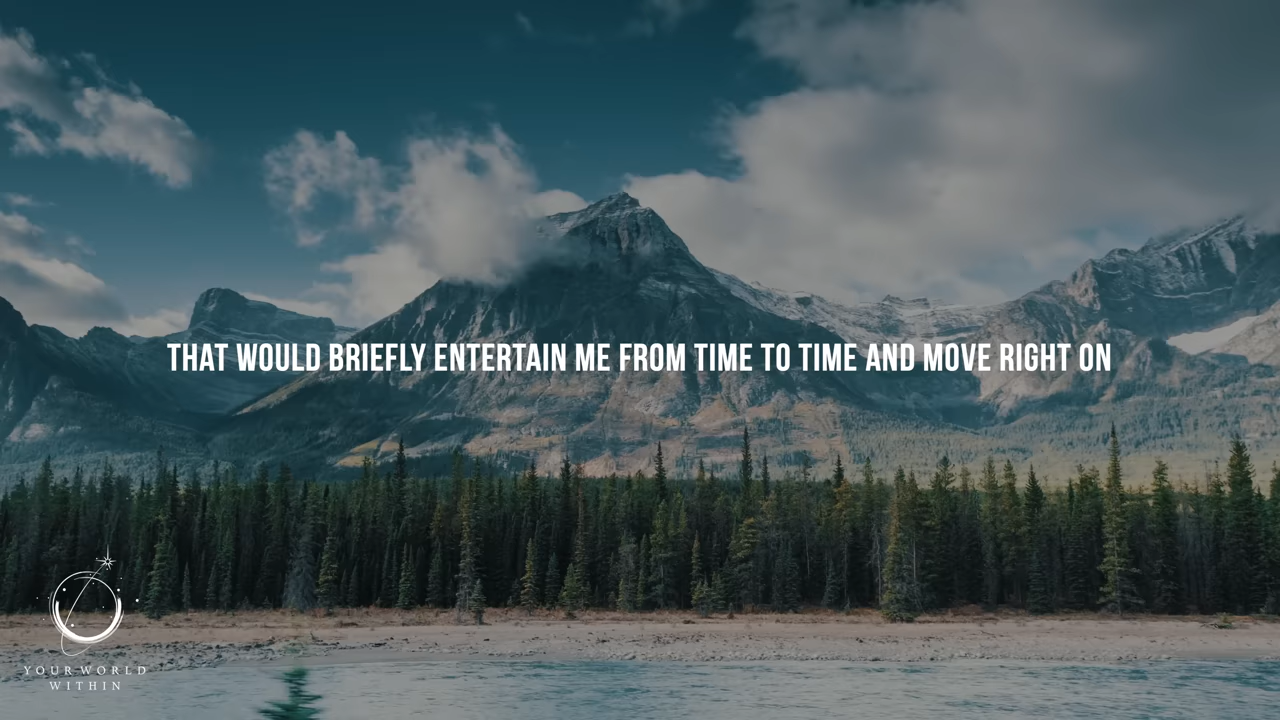 THAT WOULD BRIEFLY ENTERTAIN ME FROM TIME TO TIME AND MOVE RIGHT ON
YOUR WORLD
WITHIN